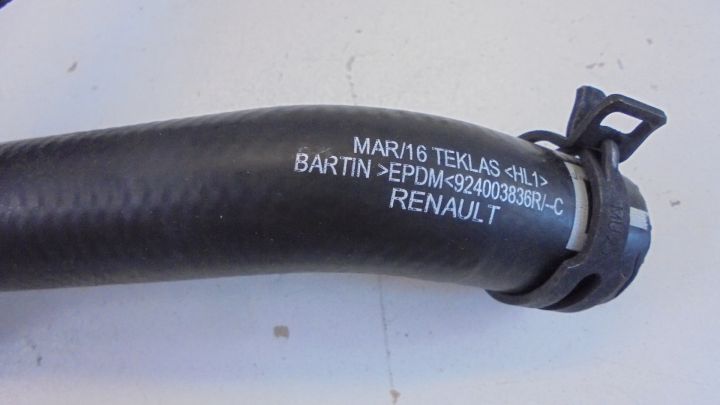 MAR/16 TEKLAS <HL1>
BARTIN >EPDM<924003836R/--C
RENAULT